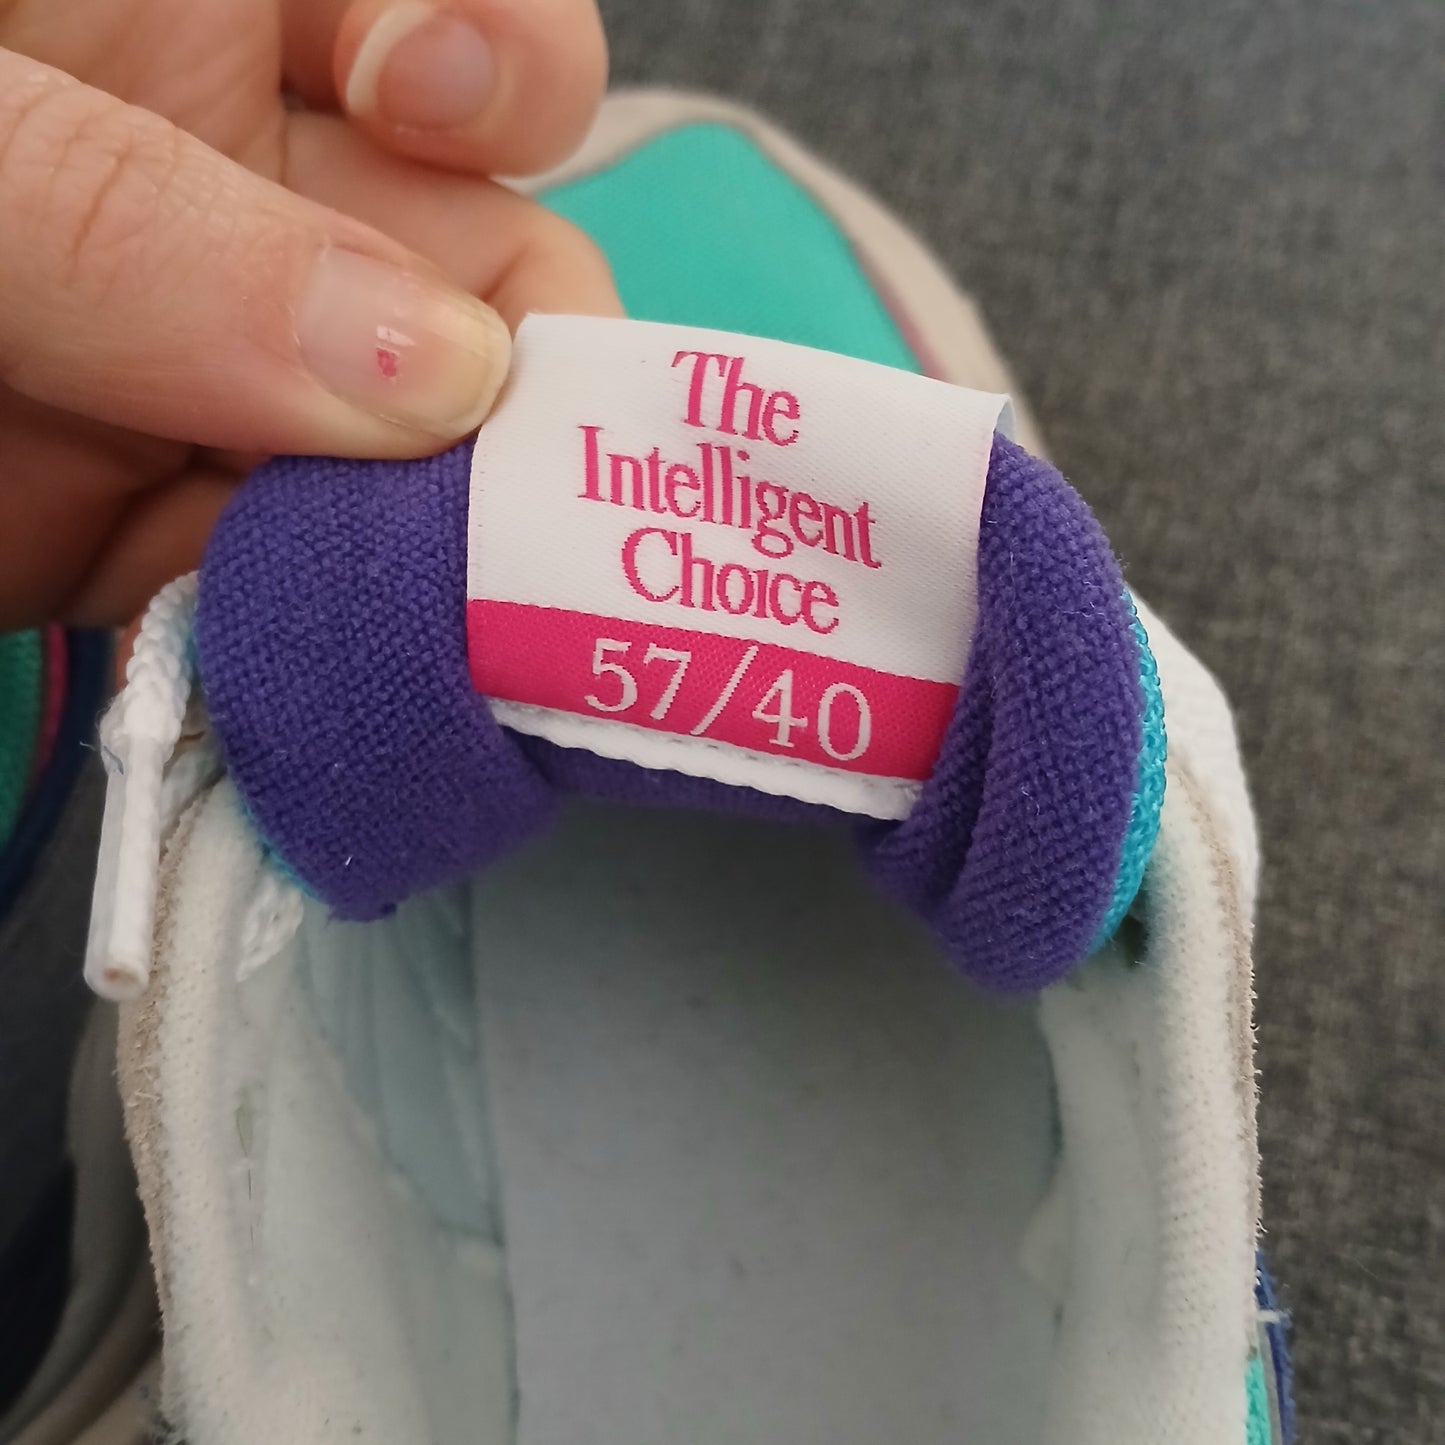 The
Intelligent
Choice
57/40